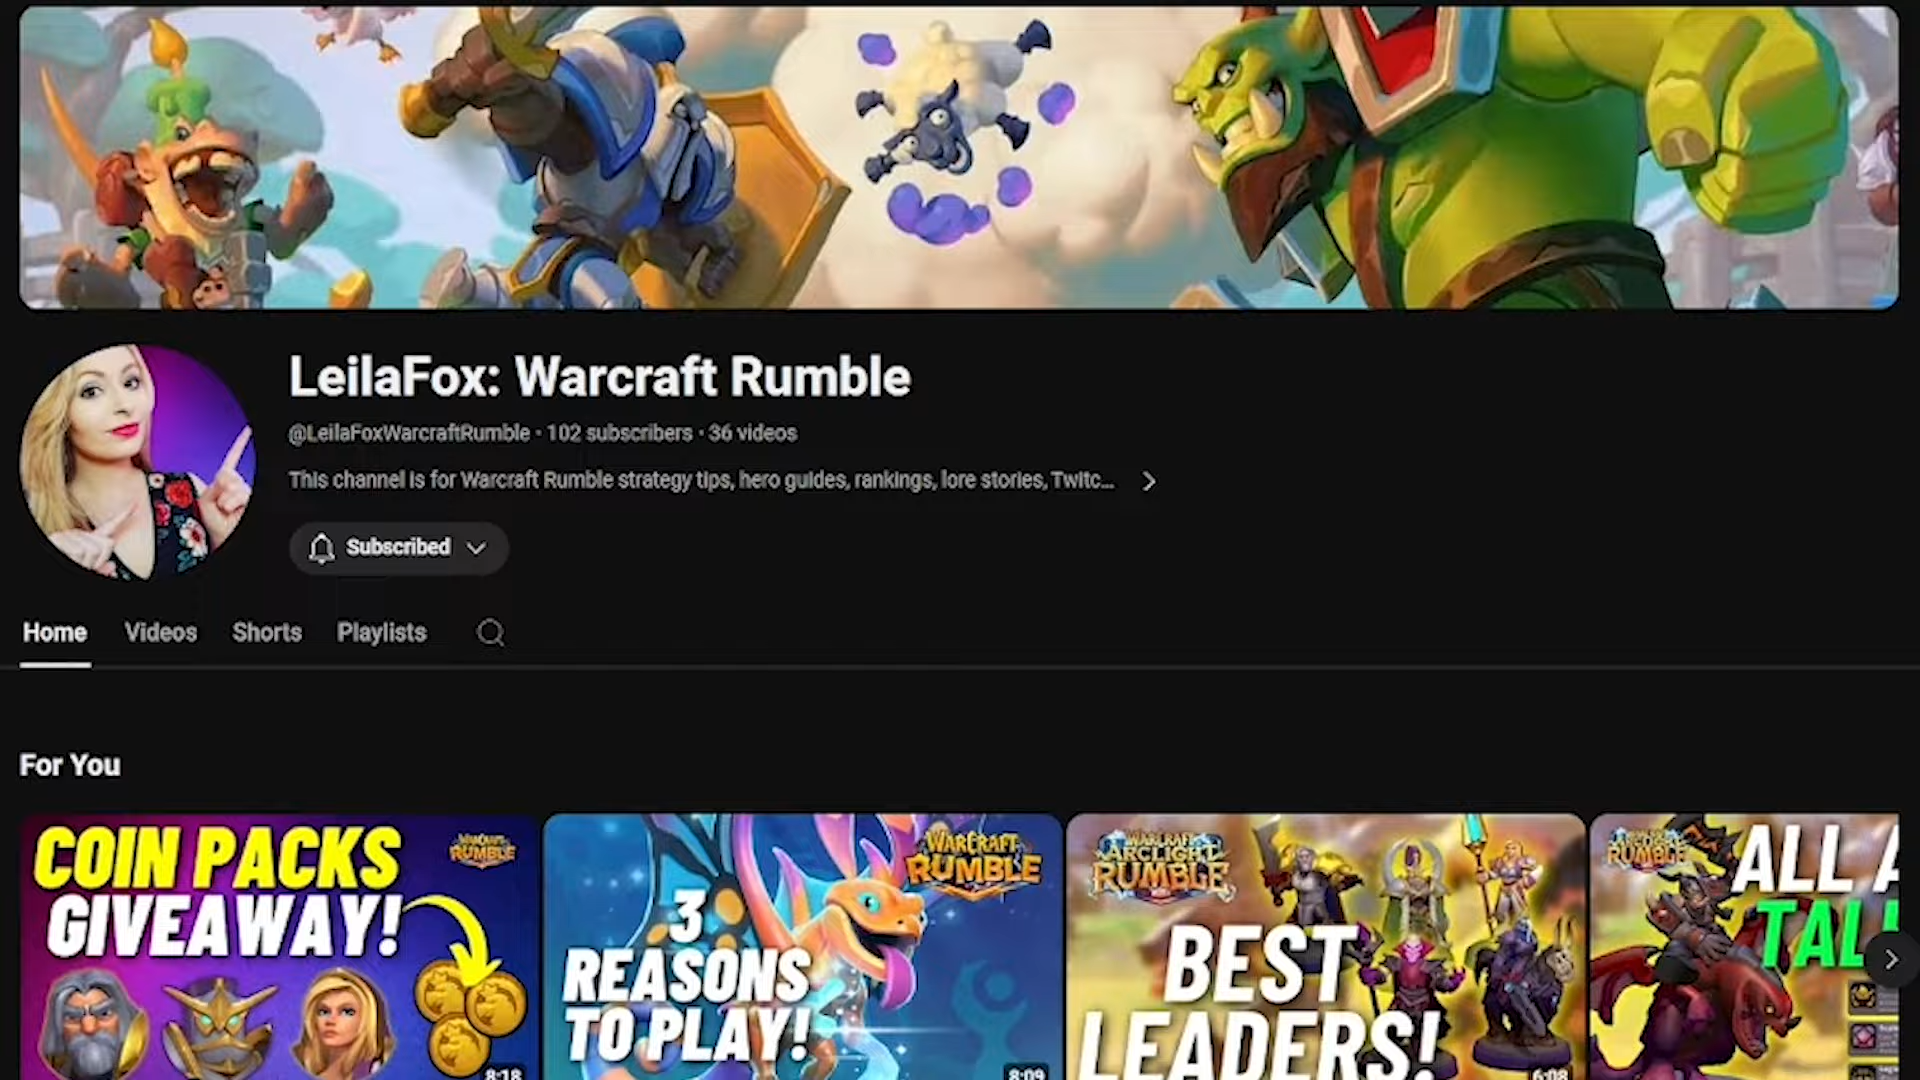 LeilaFox: Warcraft Rumble
@LeilaFoxWarcraftRumble · 102 subscribers · 36 videos
This channel is for Warcraft Rumble strategy tips, hero guides, rankings, lore stories, Twitc...
Subscribed
Home Videos Shorts Playlists
For You
COIN PACKS
GIVEAWAY!
WARCRAFT
RUMBLE
8:18
3
REASONS
TO PLAY!
WARCRAFT
RUMBLE
8:09
WARCRAFT
ARCLIGHT
RUMBLE
BEST
LEADERS!
6:08
WARCRAFT
ARCLIGHT
RUMBLE
ALL A
TAL